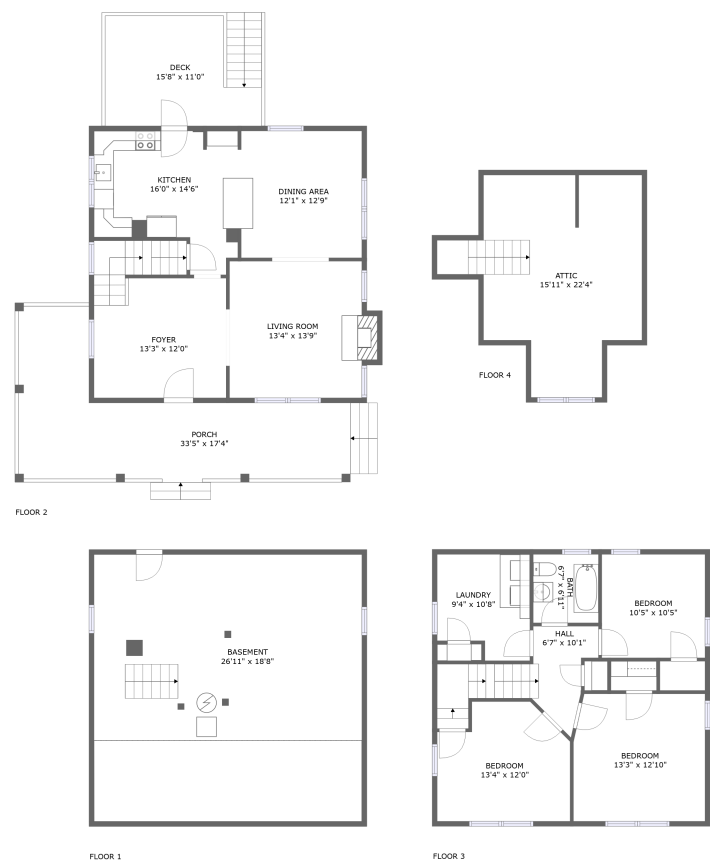 DECK
15'8" x 11'0"
KITCHEN
16'0" x 14'6"
DINING AREA
12'1" x 12'9"
FOYER
13'3" x 12'0"
LIVING ROOM
13'4" x 13'9"
PORCH
33'5" x 17'4"
FLOOR 2
ATTIC
15'11" x 22'4"
FLOOR 4
BASEMENT
26'11" x 18'8"
FLOOR 1
LAUNDRY
9'4" x 10'8"
BATH
6'7" x 6'11"
BEDROOM
10'5" x 10'5"
HALL
6'7" x 10'1"
BEDROOM
13'4" x 12'0"
BEDROOM
13'3" x 12'10"
FLOOR 3